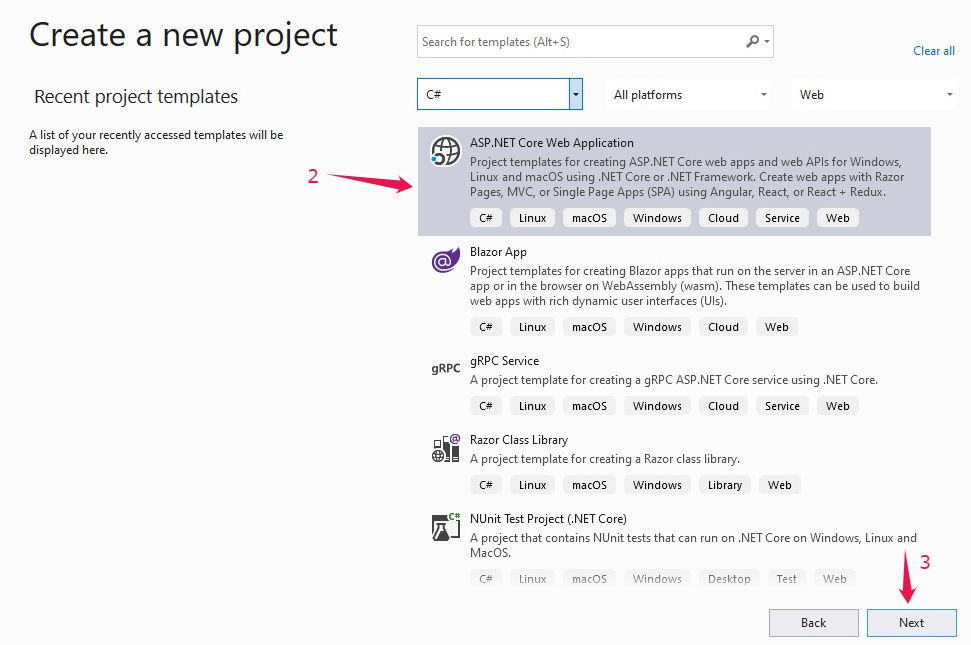 Create a new project
Search for templates (Alt+S)
Clear all
Recent project templates
C#
All platforms
Web
A list of your recently accessed templates will be
displayed here.
2
ASP.NET Core Web Application
Project templates for creating ASP.NET Core web apps and web APIs for Windows,
Linux and macOS using .NET Core or .NET Framework. Create web apps with Razor
Pages, MVC, or Single Page Apps (SPA) using Angular, React, or React + Redux.
C# Linux macOS Windows Cloud Service Web
Blazor App
Project templates for creating Blazor apps that run on the server in an ASP.NET Core
app or in the browser on WebAssembly (wasm). These templates can be used to build
web apps with rich dynamic user interfaces (UIs).
C# Linux macOS Windows Cloud Web
gRPC
gRPC Service
A project template for creating a gRPC ASP.NET Core service using .NET Core.
C# Linux macOS Windows Cloud Service Web
Razor Class Library
A project template for creating a Razor class library.
C# Linux macOS Windows Library Web
C#
NUnit Test Project (.NET Core)
A project that contains NUnit tests that can run on .NET Core on Windows, Linux and
MacOS.
C# Linux macOS Windows Desktop Test Web
3
Back
Next